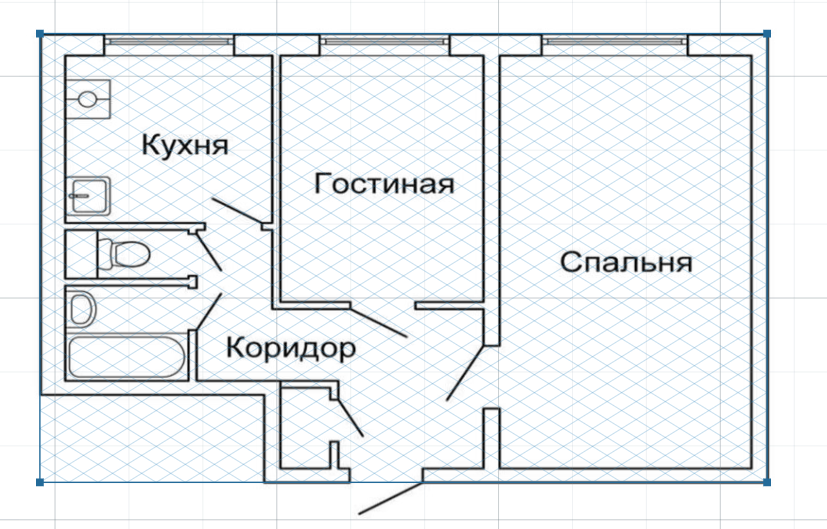 Кухня
Гостиная
Спальня
Коридор